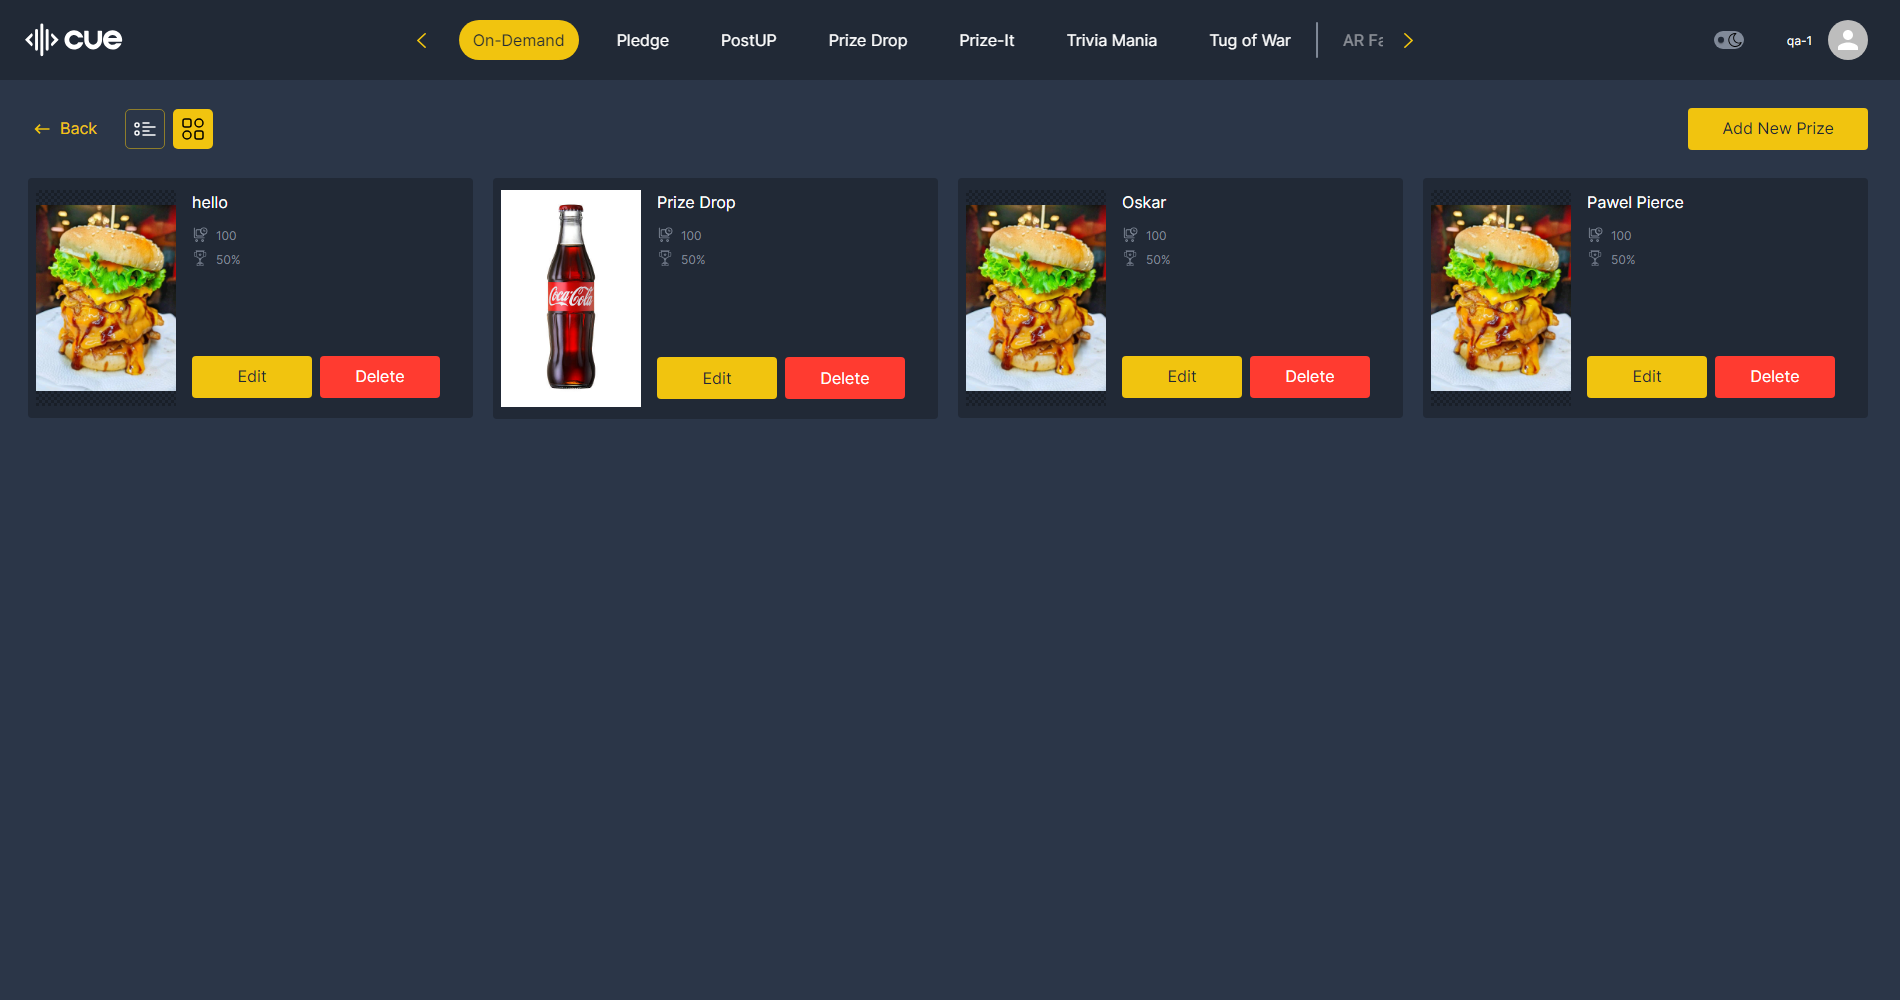 cue
On-Demand
Pledge
PostUP
Prize Drop
Prize-It
Trivia Mania
Tug of War
AR Fa
qa-1
Back
Add New Prize
hello
100
50%
Edit
Delete
Coca-Cola
Prize Drop
100
50%
Edit
Delete
Oskar
100
50%
Edit
Delete
Pawel Pierce
100
50%
Edit
Delete